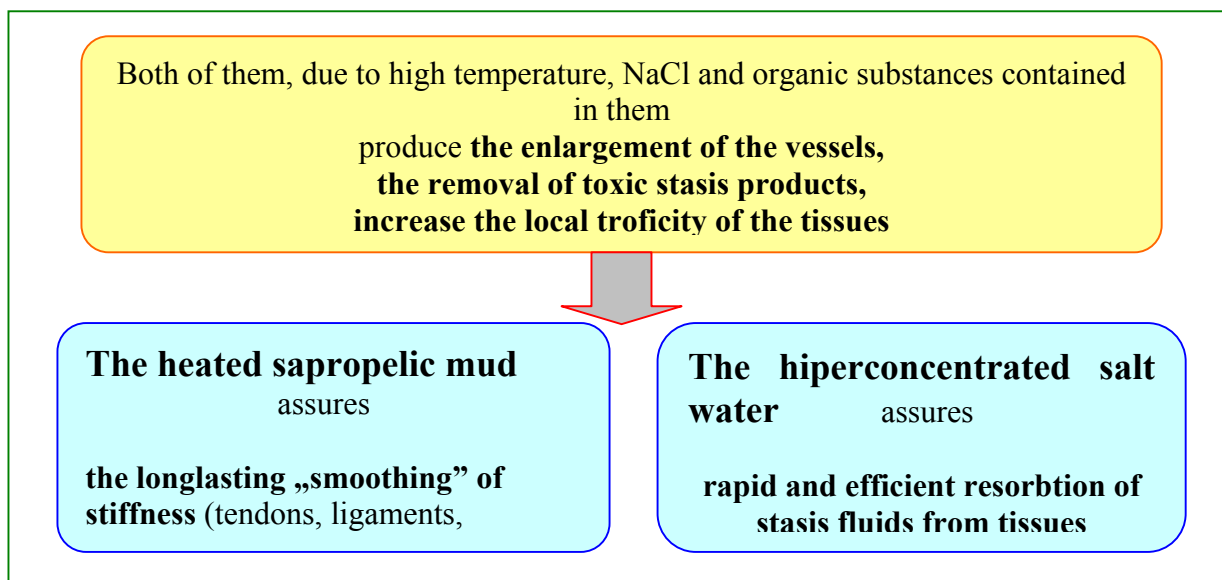 Both of them, due to high temperature, NaCl and organic substances contained
in them
produce the enlargement of the vessels,
the removal of toxic stasis products,
increase the local troficity of the tissues
The heated sapropelic mud
assures
the longlasting „smoothing” of
stiffness (tendons, ligaments,
The hiperconcentrated salt
water assures
rapid and efficient resorbtion of
stasis fluids from tissues